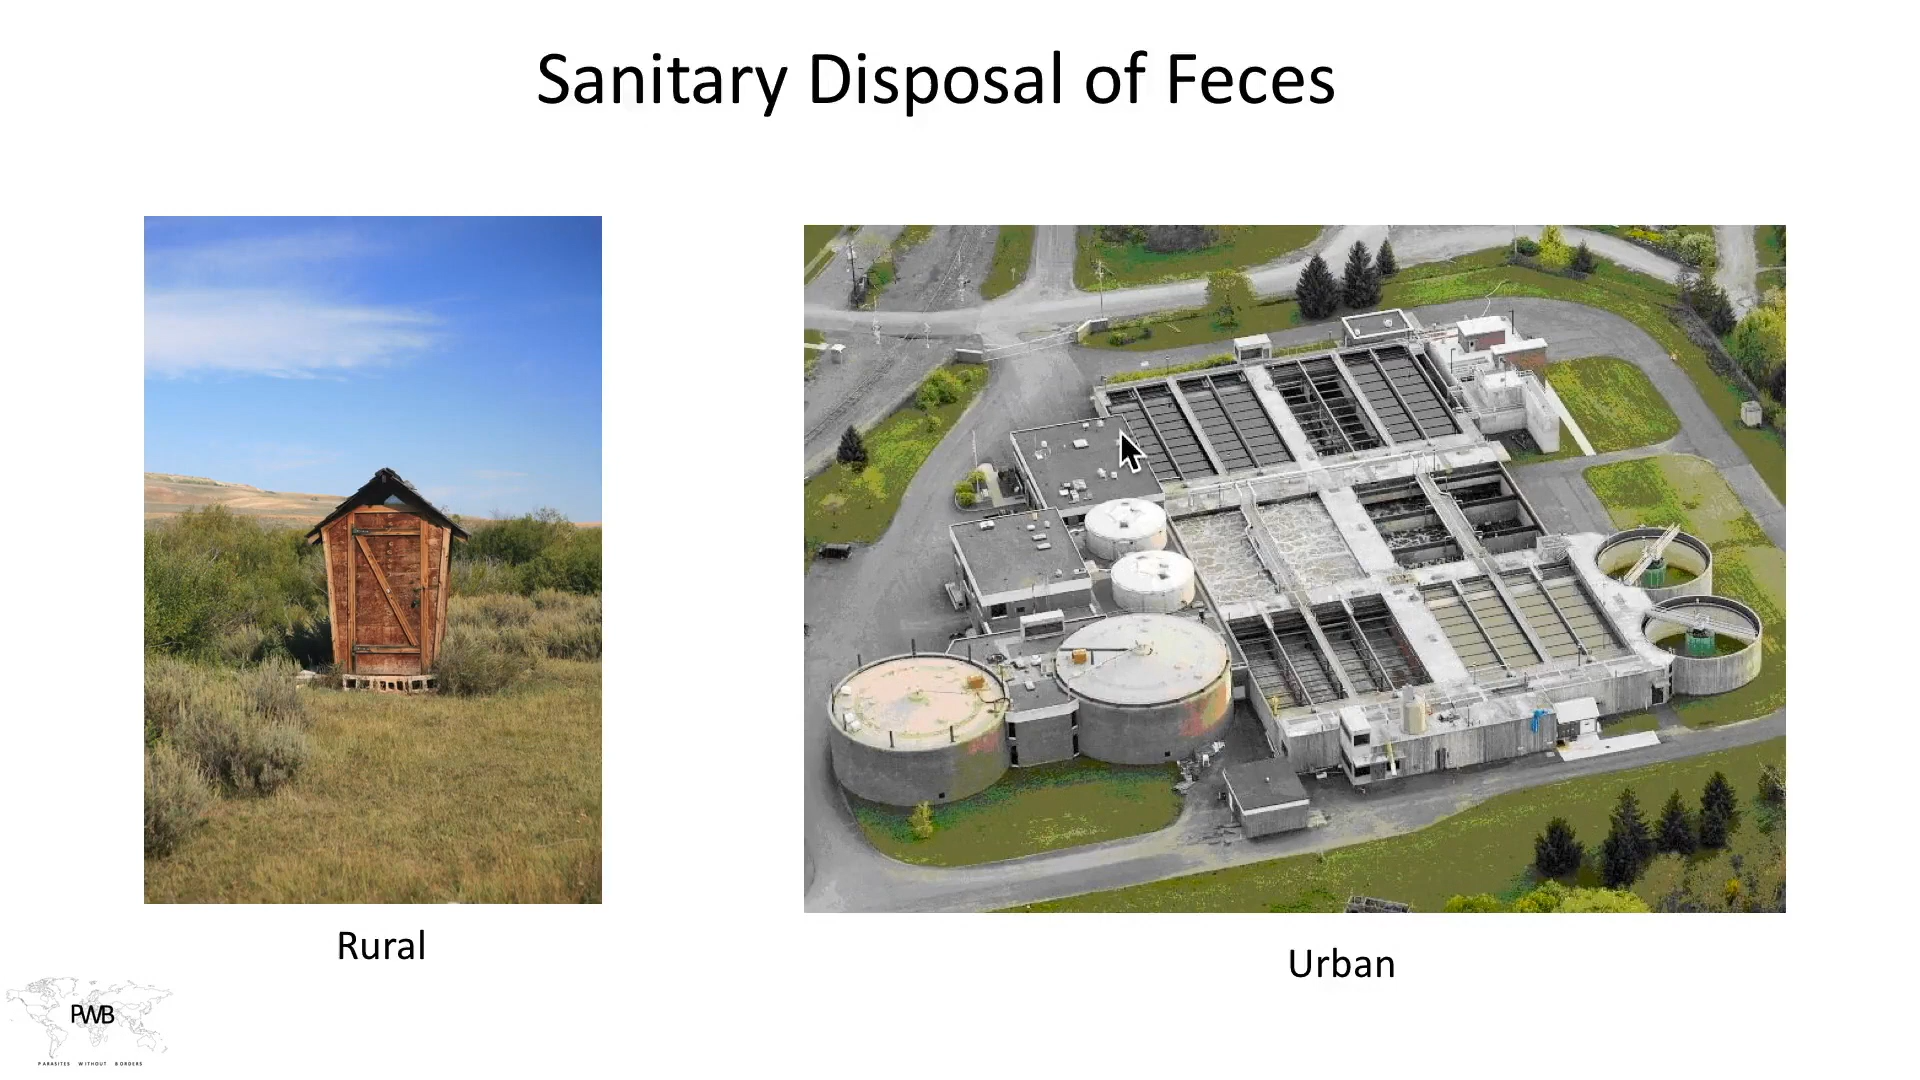 Sanitary Disposal of Feces
Rural
Urban
PWB
PARASITES WITHOUT BORDERS